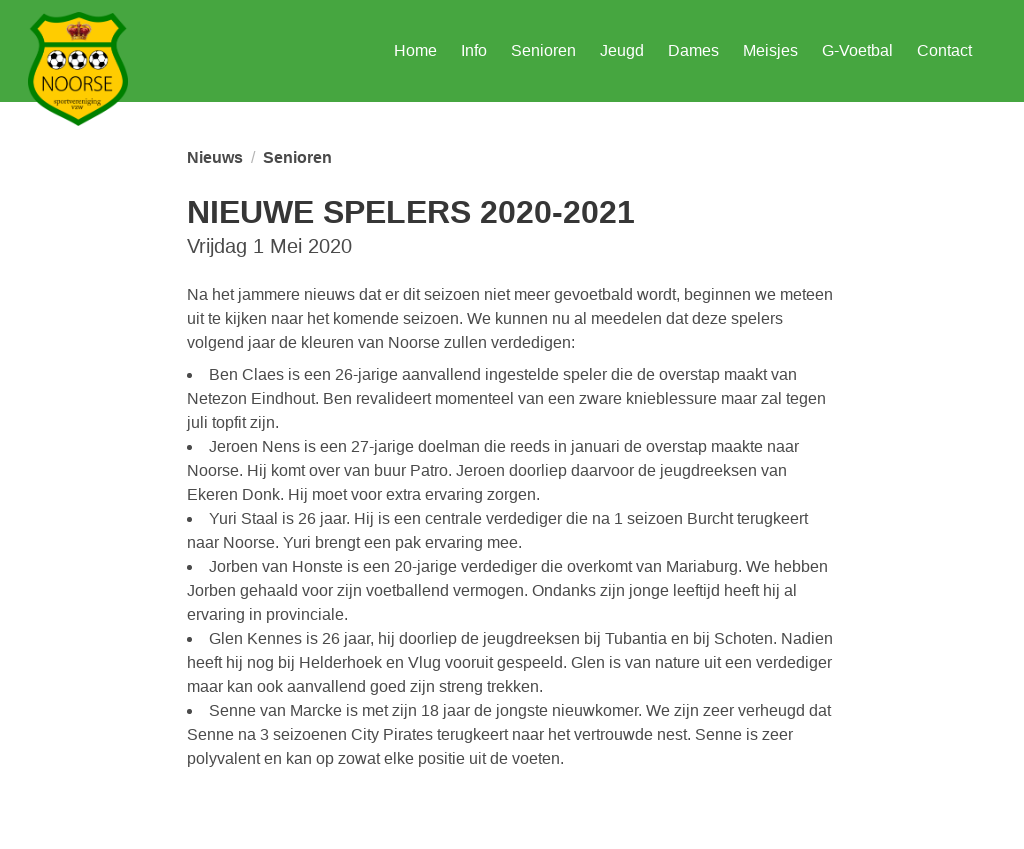 NOORSE
sportvereniging
vzw
Home Info Senioren Jeugd Dames Meisjes G-Voetbal Contact
Nieuws / Senioren
NIEUWE SPELERS 2020-2021
Vrijdag 1 Mei 2020
Na het jammere nieuws dat er dit seizoen niet meer gevoetbald wordt, beginnen we meteen
uit te kijken naar het komende seizoen. We kunnen nu al meedelen dat deze spelers
volgend jaar de kleuren van Noorse zullen verdedigen:
• Ben Claes is een 26-jarige aanvallend ingestelde speler die de overstap maakt van
Netezon Eindhout. Ben revalideert momenteel van een zware knieblessure maar zal tegen
juli topfit zijn.
• Jeroen Nens is een 27-jarige doelman die reeds in januari de overstap maakte naar
Noorse. Hij komt over van buur Patro. Jeroen doorliep daarvoor de jeugdreeksen van
Ekeren Donk. Hij moet voor extra ervaring zorgen.
• Yuri Staal is 26 jaar. Hij is een centrale verdediger die na 1 seizoen Burcht terugkeert
naar Noorse. Yuri brengt een pak ervaring mee.
• Jorben van Honste is een 20-jarige verdediger die overkomt van Mariaburg. We hebben
Jorben gehaald voor zijn voetballend vermogen. Ondanks zijn jonge leeftijd heeft hij al
ervaring in provinciale.
• Glen Kennes is 26 jaar, hij doorliep de jeugdreeksen bij Tubantia en bij Schoten. Nadien
heeft hij nog bij Helderhoek en Vlug vooruit gespeeld. Glen is van nature uit een verdediger
maar kan ook aanvallend goed zijn streng trekken.
• Senne van Marcke is met zijn 18 jaar de jongste nieuwkomer. We zijn zeer verheugd dat
Senne na 3 seizoenen City Pirates terugkeert naar het vertrouwde nest. Senne is zeer
polyvalent en kan op zowat elke positie uit de voeten.